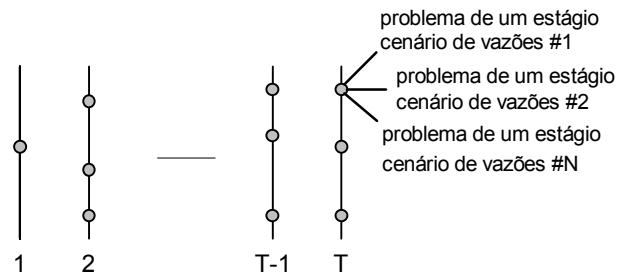 problema de um estágio
cenário de vazões #1
problema de um estágio
cenário de vazões #2
problema de um estágio
cenário de vazões #N
1 2 T-1 T